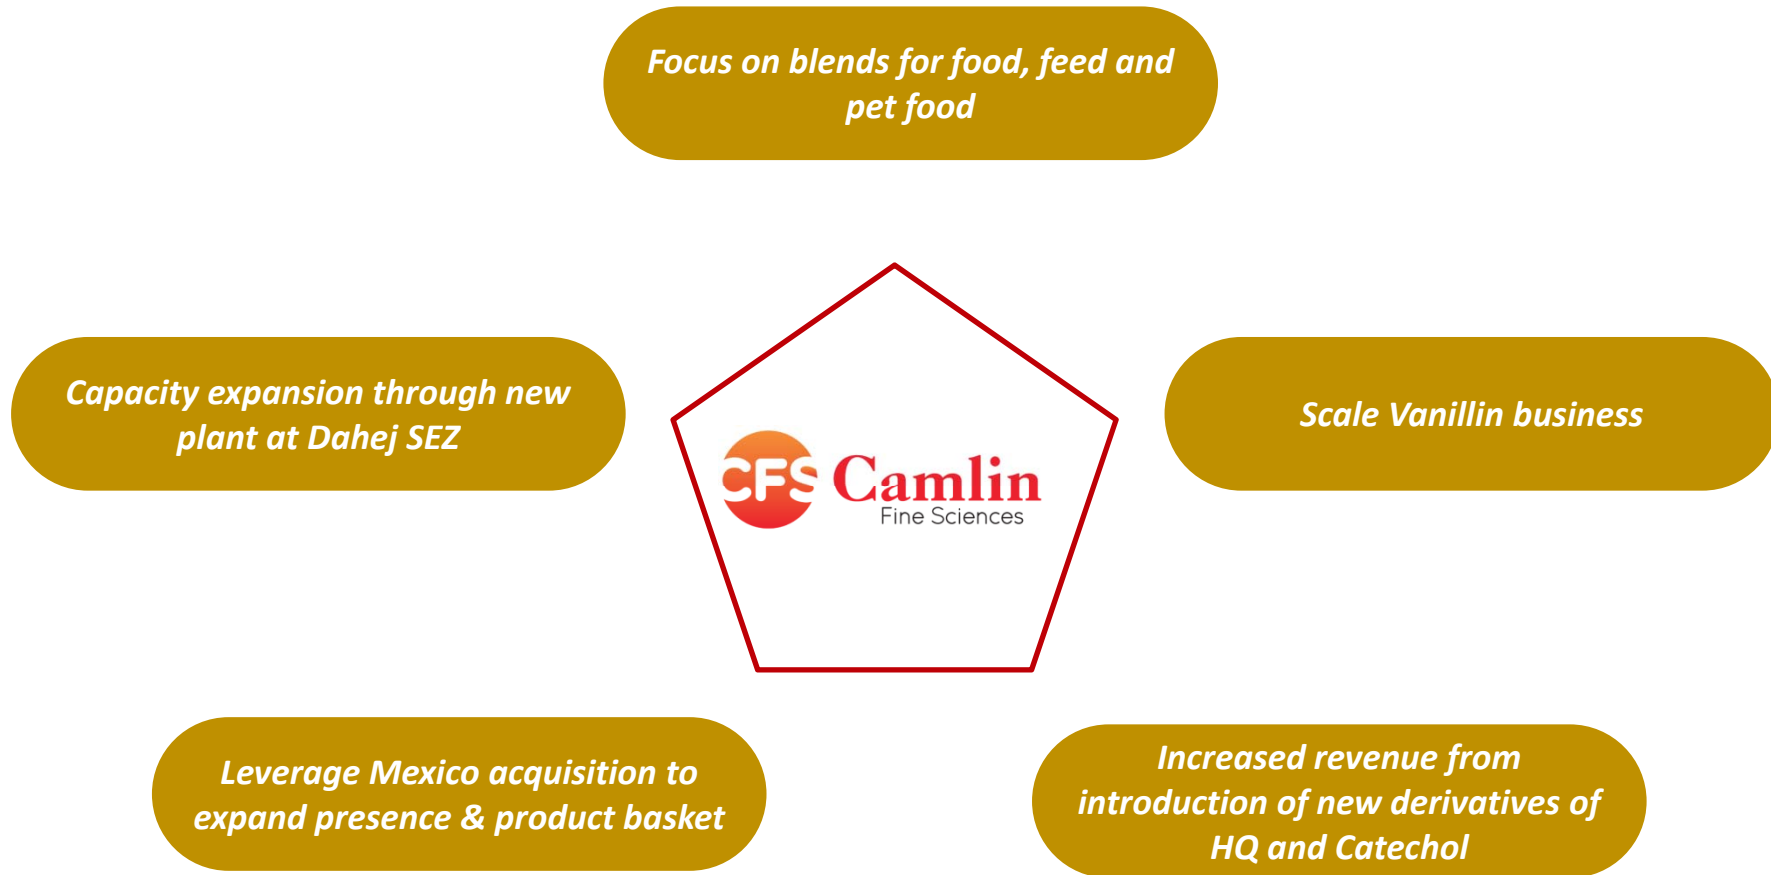 Focus on blends for food, feed and
pet food
Capacity expansion through new
plant at Dahej SEZ
Scale Vanillin business
CFS Camlin
Fine Sciences
Leverage Mexico acquisition to
expand presence & product basket
Increased revenue from
introduction of new derivatives of
HQ and Catechol